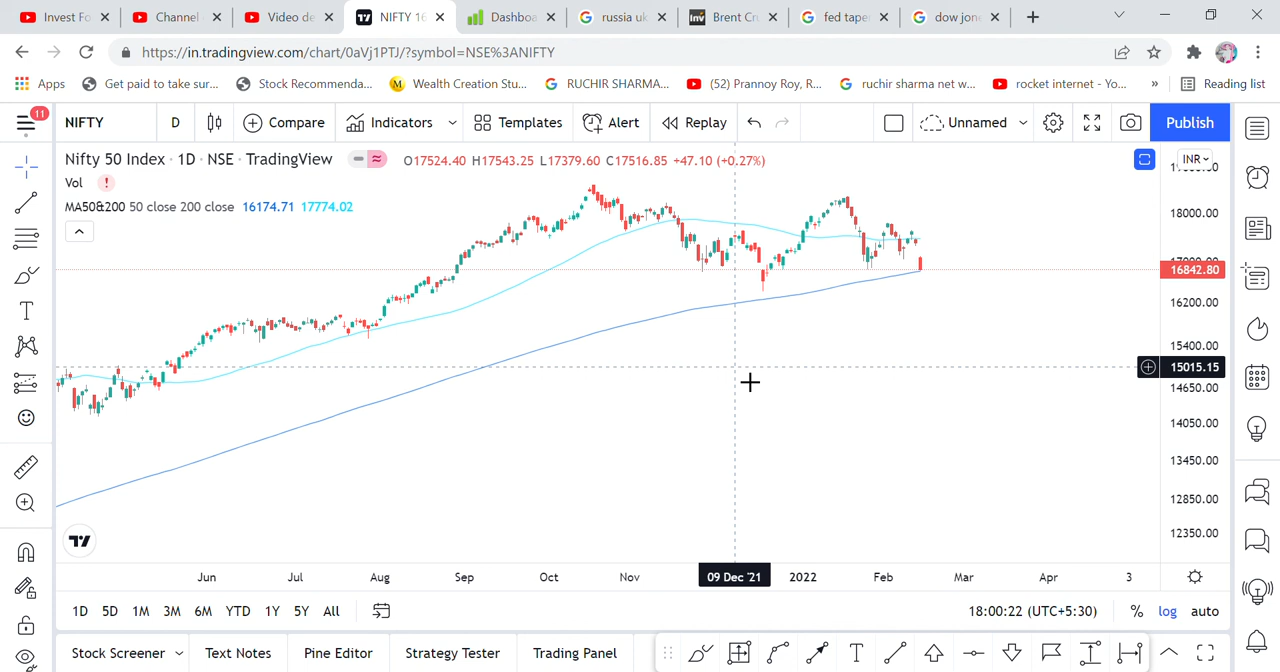 Invest Fo
Channel
Video de
NIFTY 16
Dashboa
russia uk
Inv Brent Cr
fed tape
dow jone
https://in.tradingview.com/chart/0aVj1PTJ/?symbol=NSE%3ANIFTY
Apps
Get paid to take sur...
Stock Recommenda...
M Wealth Creation Stu...
RUCHIR SHARMA...
(52) Prannoy Roy, R...
ruchir sharma net w...
rocket internet - Yo...
»
Reading list
11
NIFTY
D
Compare
Indicators
Templates
Alert
Replay
Unnamed
Publish
Nifty 50 Index · 1D · NSE · TradingView
O17524.40 H17543.25 L17379.60 C17516.85 +47.10 (+0.27%)
INR
Vol
MA50&200 50 close 200 close 16174.71 17774.02
18000.00
16842.80
16200.00
15400.00
15015.15
14650.00
14050.00
13450.00
12850.00
12350.00
Jun Jul Aug Sep Oct Nov 09 Dec '21 2022 Feb Mar Apr 3
1D 5D 1M 3M 6M YTD 1Y 5Y All
18:00:22 (UTC+5:30)
% log auto
Stock Screener
Text Notes
Pine Editor
Strategy Tester
Trading Panel